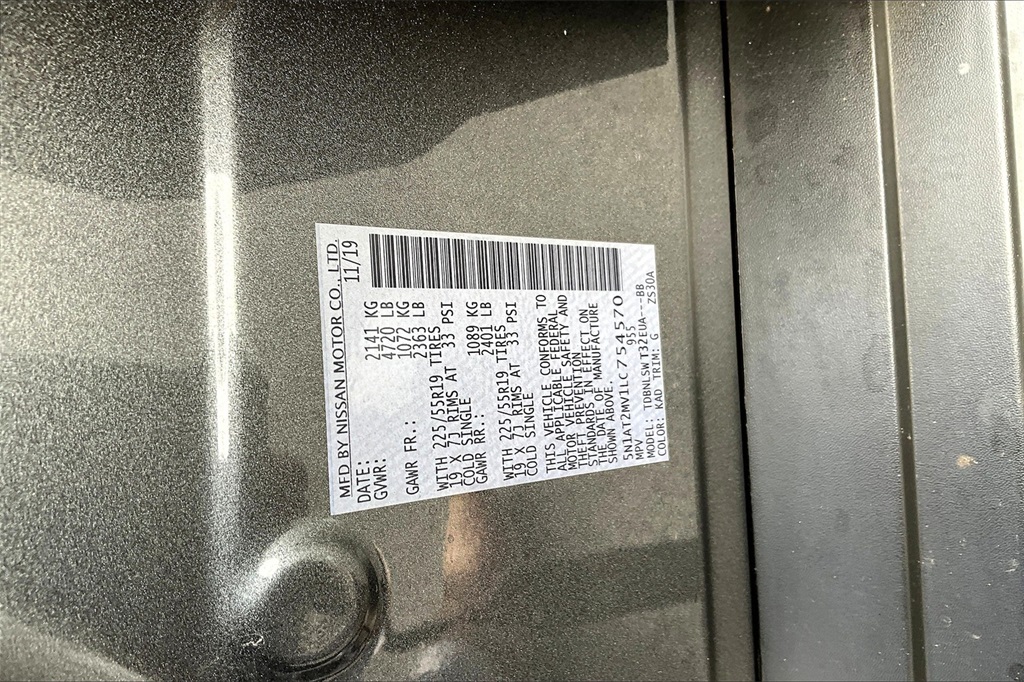 MFD BY NISSAN MOTOR CO., LTD.
DATE: 11/19
GVWR: 2141 KG
4720 LB
GAWR FR.: 1072 KG
2363 LB
WITH 225/55R19 TIRES
19 X 7J RIMS AT 33 PSI
COLD SINGLE
GAWR RR.: 1089 KG
2401 LB
WITH 225/55R19 TIRES
19 X 7J RIMS AT 33 PSI
COLD SINGLE
THIS VEHICLE CONFORMS TO
ALL APPLICABLE FEDERAL
MOTOR VEHICLE SAFETY AND
THEFT PREVENTION
STANDARDS IN EFFECT ON
THE DATE OF MANUFACTURE
SHOWN ABOVE.
5N1AT2MV1LC754570
MPV 955
MODEL: TDBNLSWT32EUA---BB
COLOR: KAD TRIM: G ZS30A